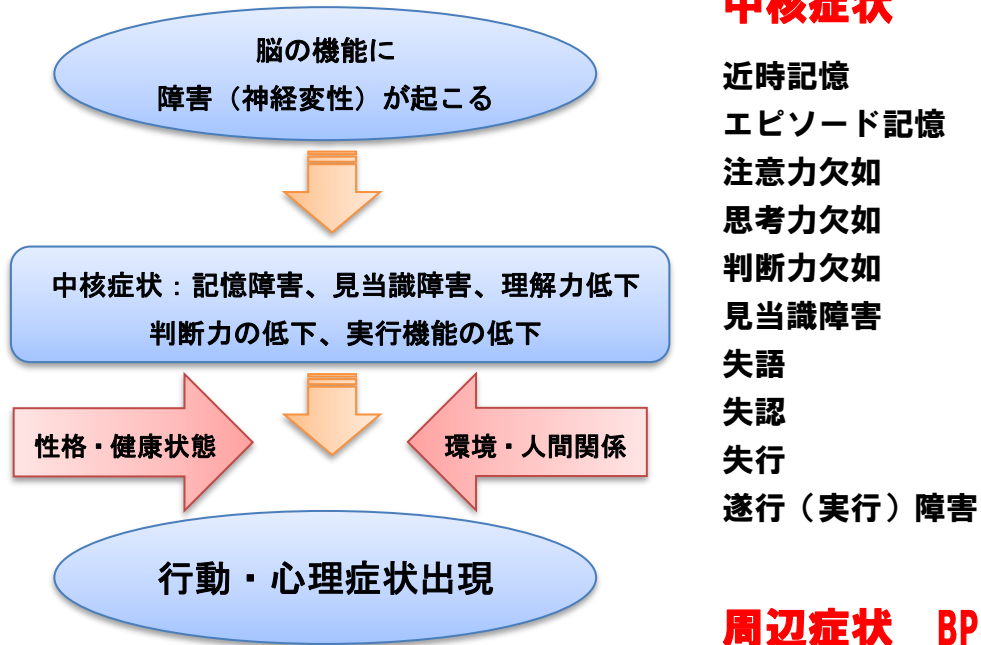 脳の機能に
障害（神経変性）が起こる
中核症状：記憶障害、見当識障害、理解力低下
判断力の低下、実行機能の低下
性格・健康状態
環境・人間関係
行動・心理症状出現
中核症状
近時記憶
エピソード記憶
注意力欠如
思考力欠如
判断力欠如
見当識障害
失語
失認
失行
遂行（実行）障害
周辺症状　BP